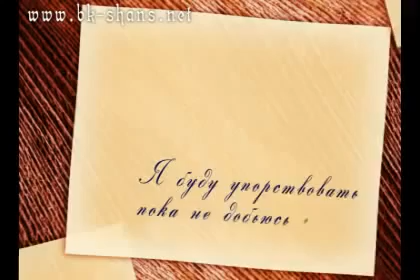 www.bk-shans.net
Я буду упорствовать
пока не добьюсь